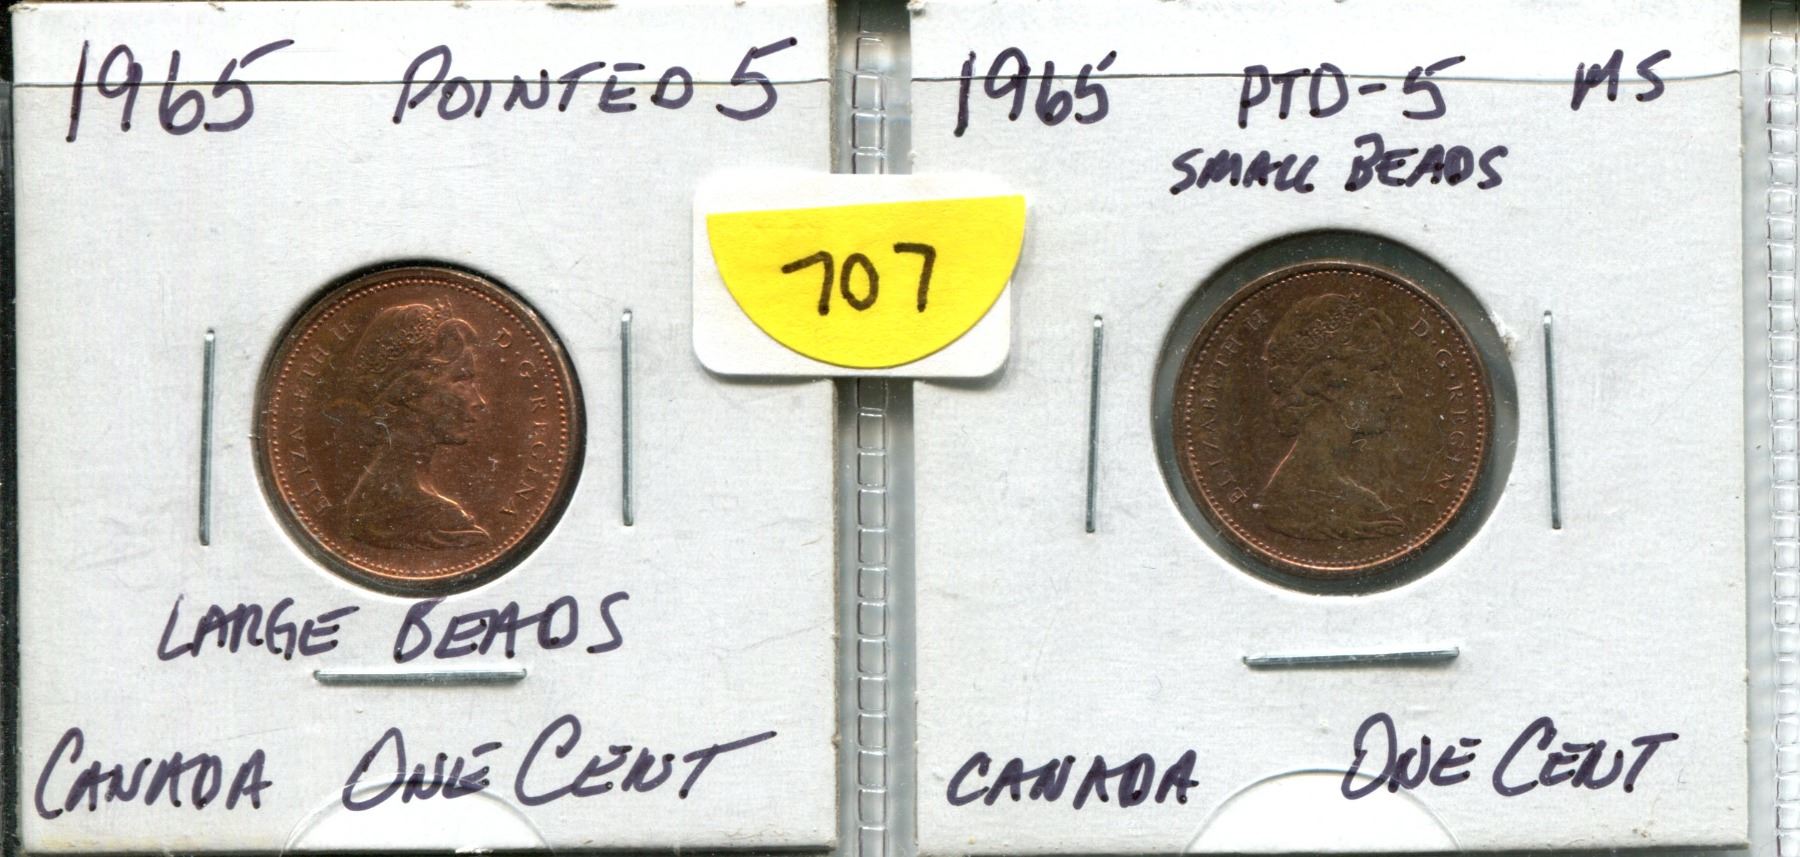 1965 POINTED 5
ELIZABETH II D·G·REGINA
LARGE BEADS
CANADA ONE CENT
707
1965 PTD-5 MS
SMALL BEADS
ELIZABETH II D·G·REGINA
CANADA ONE CENT